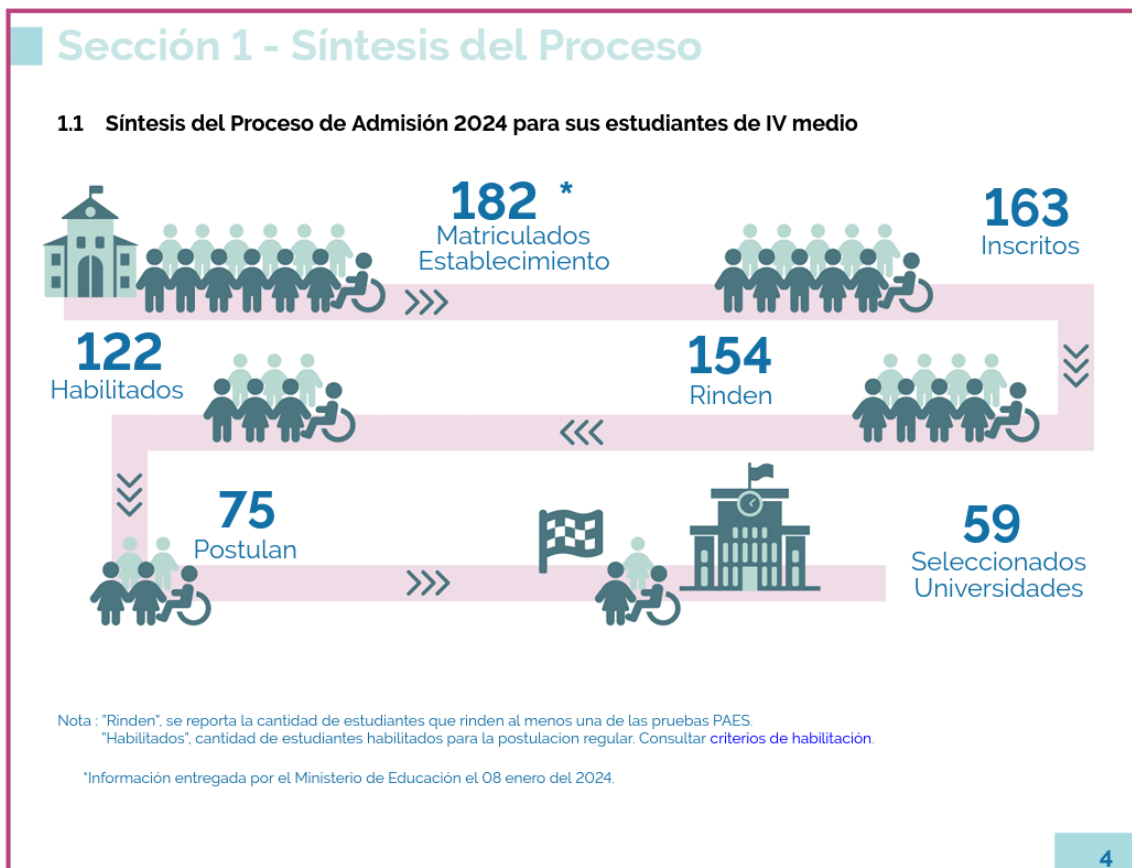 Sección 1 - Síntesis del Proceso
1.1 Síntesis del Proceso de Admisión 2024 para sus estudiantes de IV medio
182 *
Matriculados
Establecimiento
163
Inscritos
154
Rinden
122
Habilitados
75
Postulan
59
Seleccionados
Universidades
Nota : "Rinden", se reporta la cantidad de estudiantes que rinden al menos una de las pruebas PAES.
"Habilitados", cantidad de estudiantes habilitados para la postulacion regular. Consultar criterios de habilitación.
*Información entregada por el Ministerio de Educación el 08 enero del 2024.
4